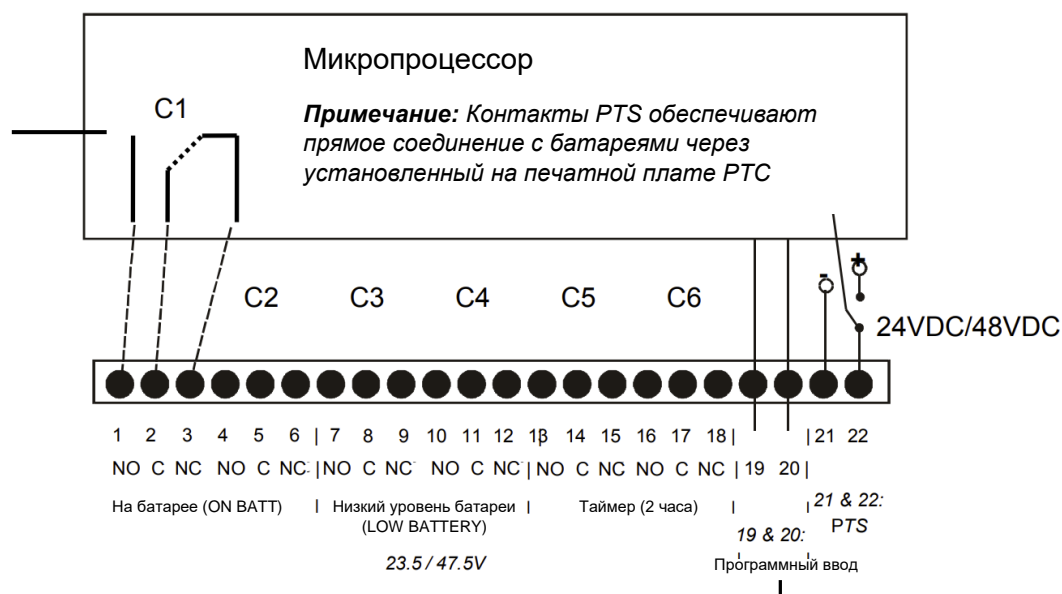 Микропроцессор
C1
Примечание: Контакты PTS обеспечивают
прямое соединение с батареями через
установленный на печатной плате PTC
C2 C3 C4 C5 C6
- +
24VDC/48VDC
1 2 3 4 5 6 | 7 8 9 10 11 12 13 14 15 16 17 18 | | 21 22
NO C NC NO C NC | NO C NC NO C NC | NO C NC NO C NC | 19 20 |
На батарее (ON BATT) | Низкий уровень батареи | Таймер (2 часа) | | 21 & 22:
(LOW BATTERY) PTS
19 & 20:
23.5 / 47.5V
Программный ввод